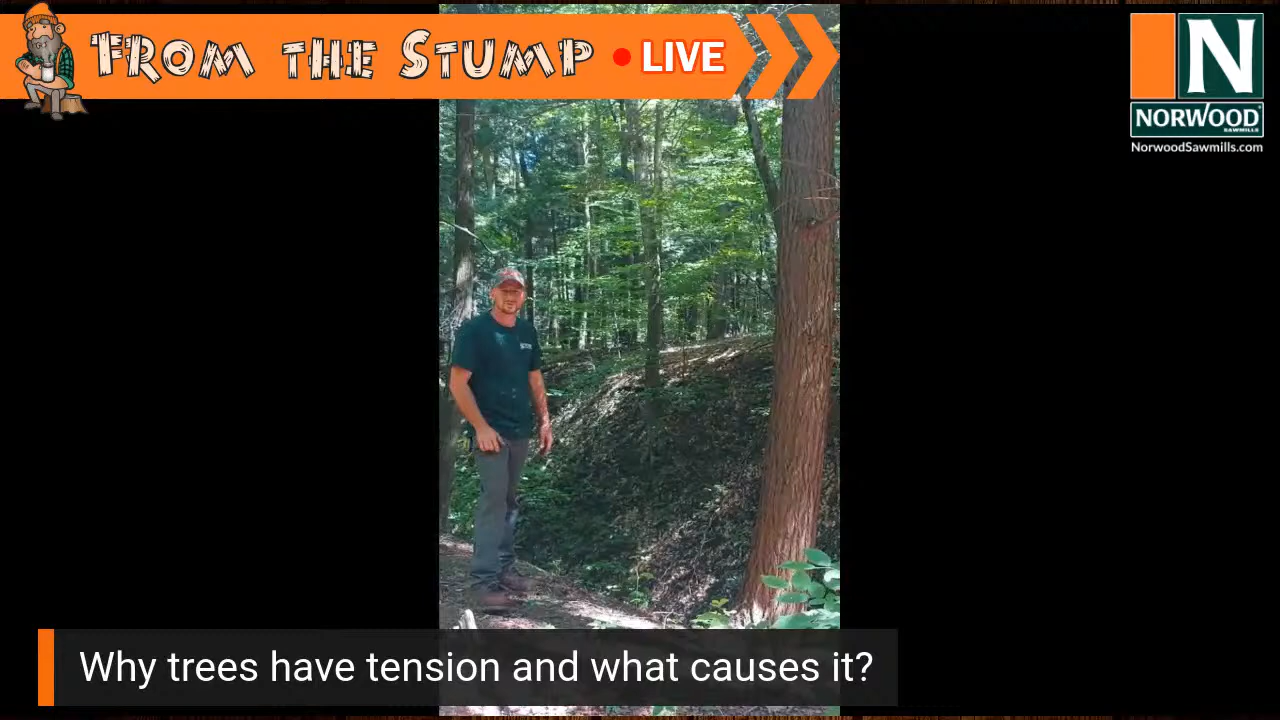 From the Stump
LIVE
N
NORWOOD
SAWMILLS
NorwoodSawmills.com
Why trees have tension and what causes it?